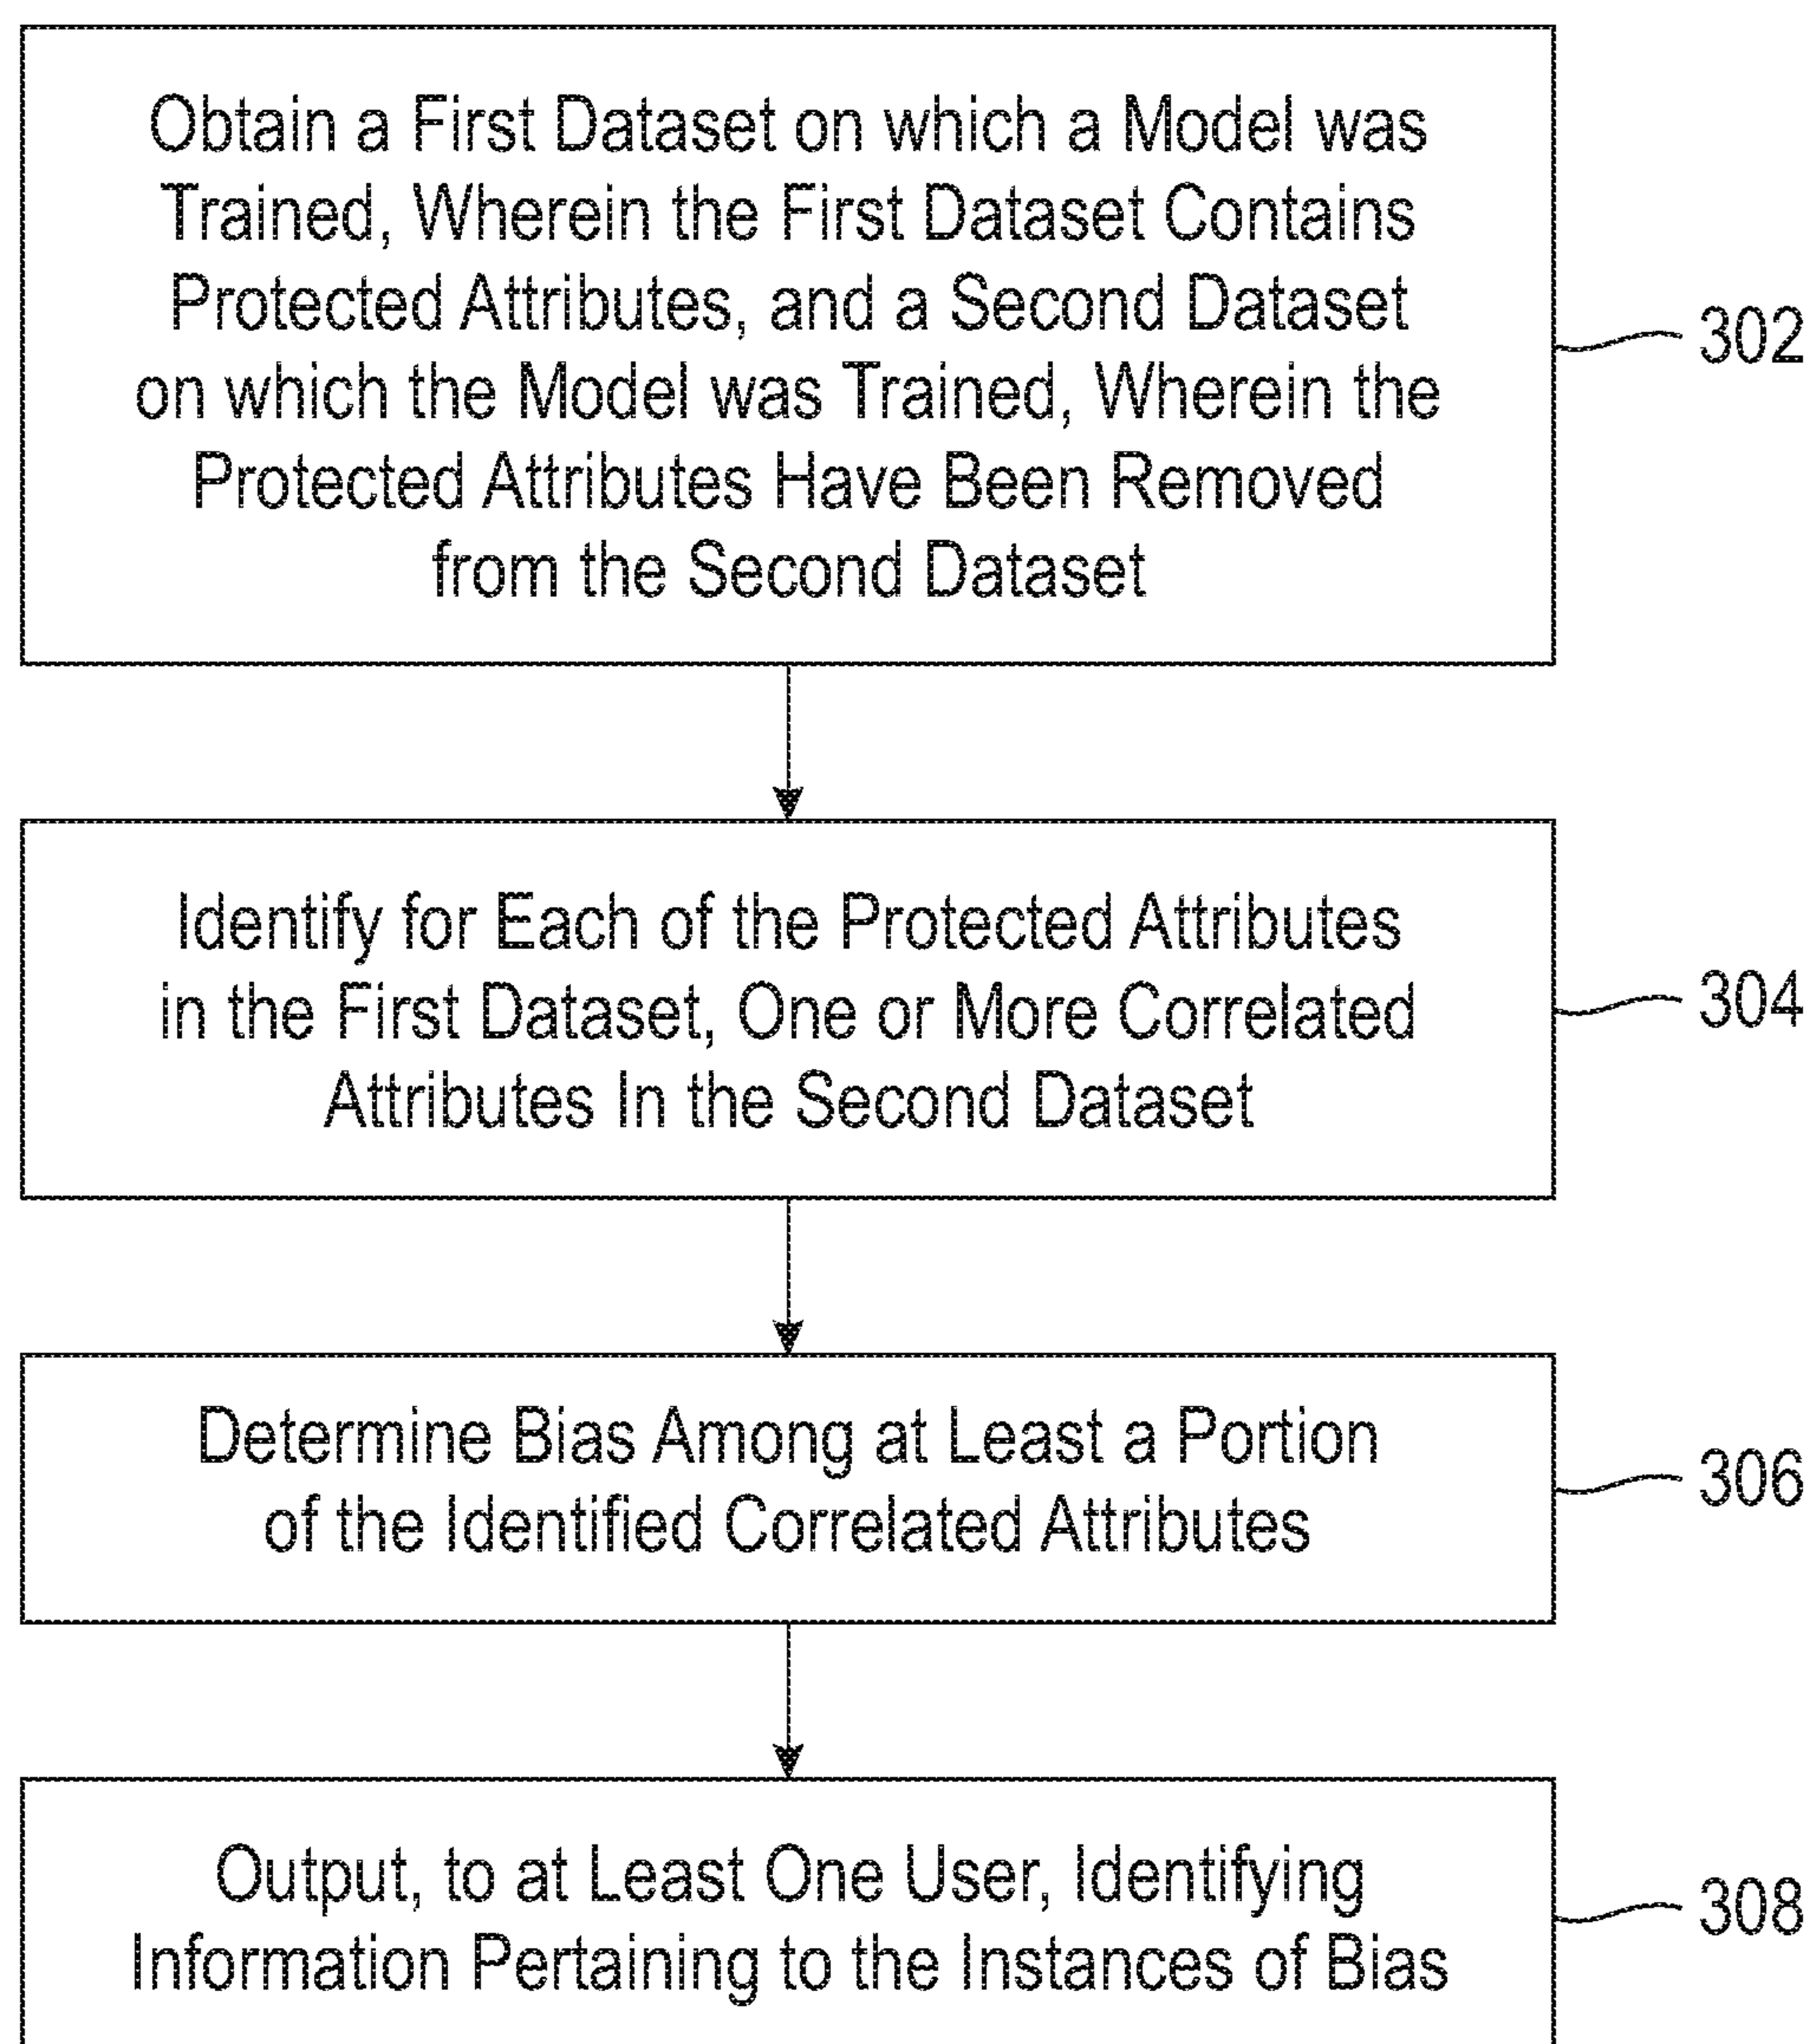 Obtain a First Dataset on which a Model was
Trained, Wherein the First Dataset Contains
Protected Attributes, and a Second Dataset
on which the Model was Trained, Wherein the
Protected Attributes Have Been Removed
from the Second Dataset
302
Identify for Each of the Protected Attributes
in the First Dataset, One or More Correlated
Attributes In the Second Dataset
304
Determine Bias Among at Least a Portion
of the Identified Correlated Attributes
306
Output, to at Least One User, Identifying
Information Pertaining to the Instances of Bias
308